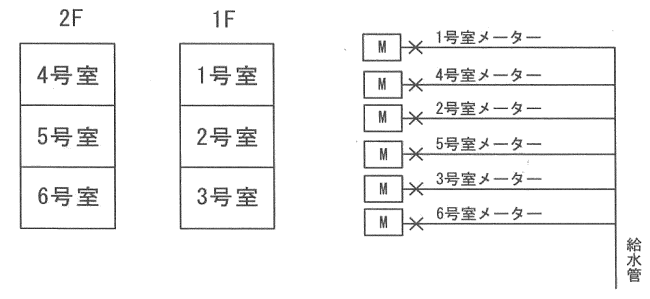 2F
4号室
5号室
6号室
1F
1号室
2号室
3号室
M 1号室メーター
M 4号室メーター
M 2号室メーター
M 5号室メーター
M 3号室メーター
M 6号室メーター
給水管